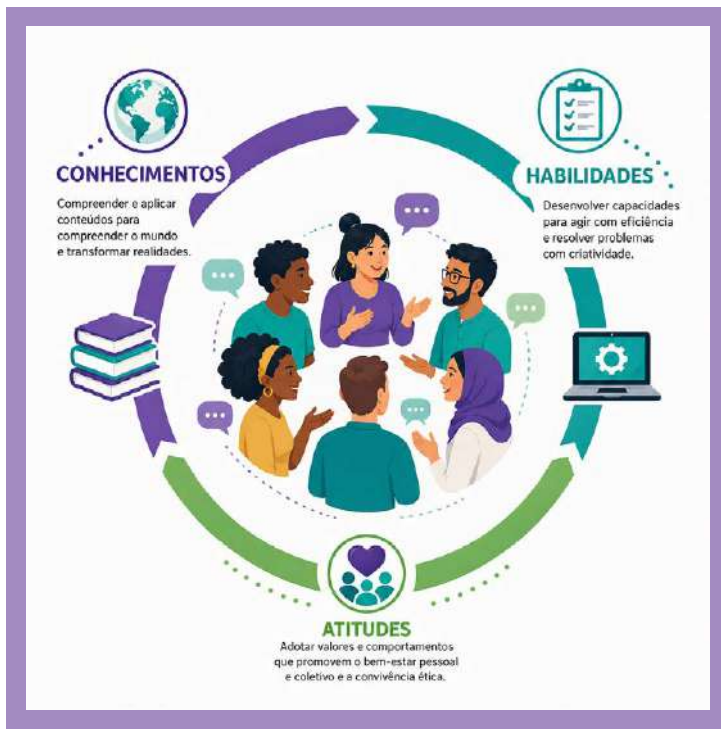 CONHECIMENTOS
Compreender e aplicar
conteúdos para
compreender o mundo
e transformar realidades.
HABILIDADES
Desenvolver capacidades
para agir com eficiência
e resolver problemas
com criatividade.
ATITUDES
Adotar valores e comportamentos
que promovem o bem-estar pessoal
e coletivo e a convivência ética.